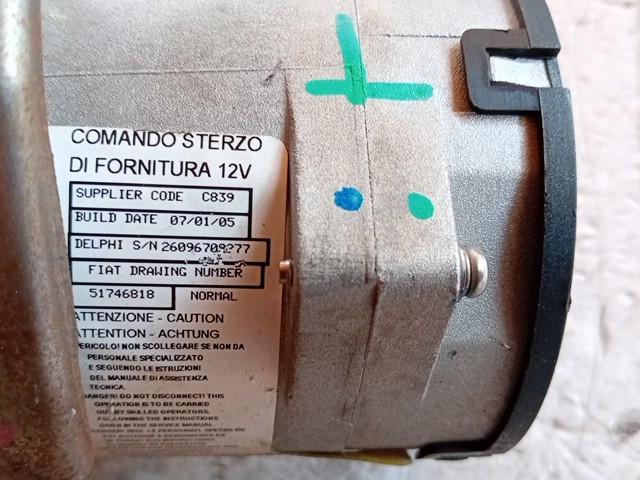 COMANDO STERZO
DI FORNITURA 12V
SUPPLIER CODE C839
BUILD DATE 07/01/05
DELPHI S/N 26096709277
FIAT DRAWING NUMBER
51746818 NORMAL
ATTENZIONE - CAUTION
ATTENTION - ACHTUNG
PERICOLO! NON SCOLLEGARE SE NON DA
PERSONALE SPECIALIZZATO
E SEGUENDO LE ISTRUZIONI
DEL MANUALE DI ASSISTENZA
TECNICA.
DANGER! DO NOT DISCONNECT! THIS
OPERATION IS TO BE CARRIED
OUT BY SKILLED OPERATORS,
FOLLOWING THE INSTRUCTIONS
GIVEN IN THE SERVICE MANUAL